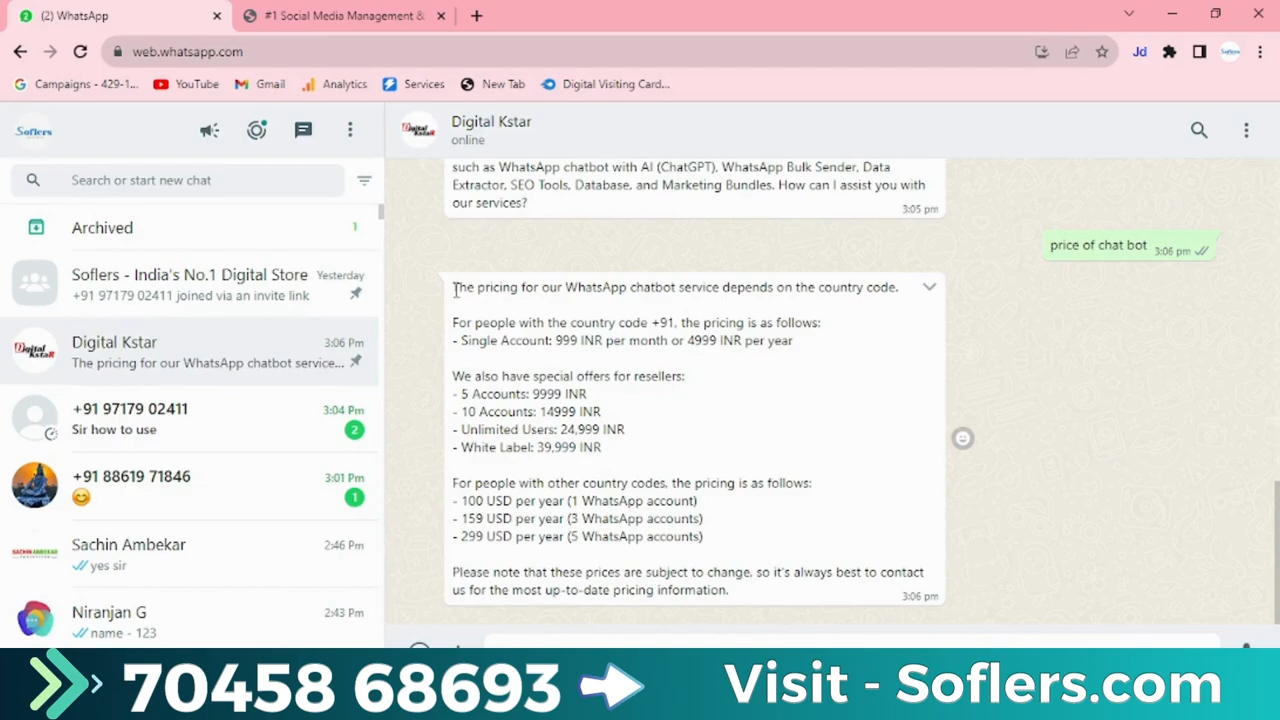 (2) WhatsApp
#1 Social Media Management &
web.whatsapp.com
Jd
Soflers
Campaigns - 429-1...
YouTube
Gmail
Analytics
Services
New Tab
Digital Visiting Card...
Soflers
Search or start new chat
Archived
1
Soflers - India's No.1 Digital Store
Yesterday
+91 97179 02411 joined via an invite link
Digital KstaR
Digital Kstar
3:06 Pm
The pricing for our WhatsApp chatbot service...
+91 97179 02411
3:04 Pm
Sir how to use
2
+91 88619 71846
3:01 Pm
😊
1
SACHIN AMBEKAR
Sachin Ambekar
2:46 Pm
yes sir
Niranjan G
2:43 Pm
name - 123
Digital KstaR
Digital Kstar
online
such as WhatsApp chatbot with AI (ChatGPT), WhatsApp Bulk Sender, Data
Extractor, SEO Tools, Database, and Marketing Bundles. How can I assist you with
our services?
3:05 pm
price of chat bot
3:06 pm
The pricing for our WhatsApp chatbot service depends on the country code.
For people with the country code +91, the pricing is as follows:
- Single Account: 999 INR per month or 4999 INR per year
We also have special offers for resellers:
- 5 Accounts: 9999 INR
- 10 Accounts: 14999 INR
- Unlimited Users: 24,999 INR
- White Label: 39,999 INR
For people with other country codes, the pricing is as follows:
- 100 USD per year (1 WhatsApp account)
- 159 USD per year (3 WhatsApp accounts)
- 299 USD per year (5 WhatsApp accounts)
Please note that these prices are subject to change, so it's always best to contact
us for the most up-to-date pricing information.
3:06 pm
70458 68693
Visit - Soflers.com